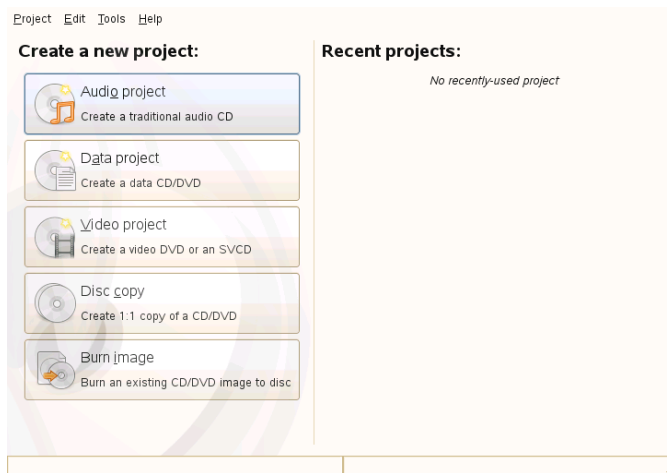 Project Edit Tools Help
Create a new project:
Audio project
Create a traditional audio CD
Data project
Create a data CD/DVD
Video project
Create a video DVD or an SVCD
Disc copy
Create 1:1 copy of a CD/DVD
Burn image
Burn an existing CD/DVD image to disc
Recent projects:
No recently-used project